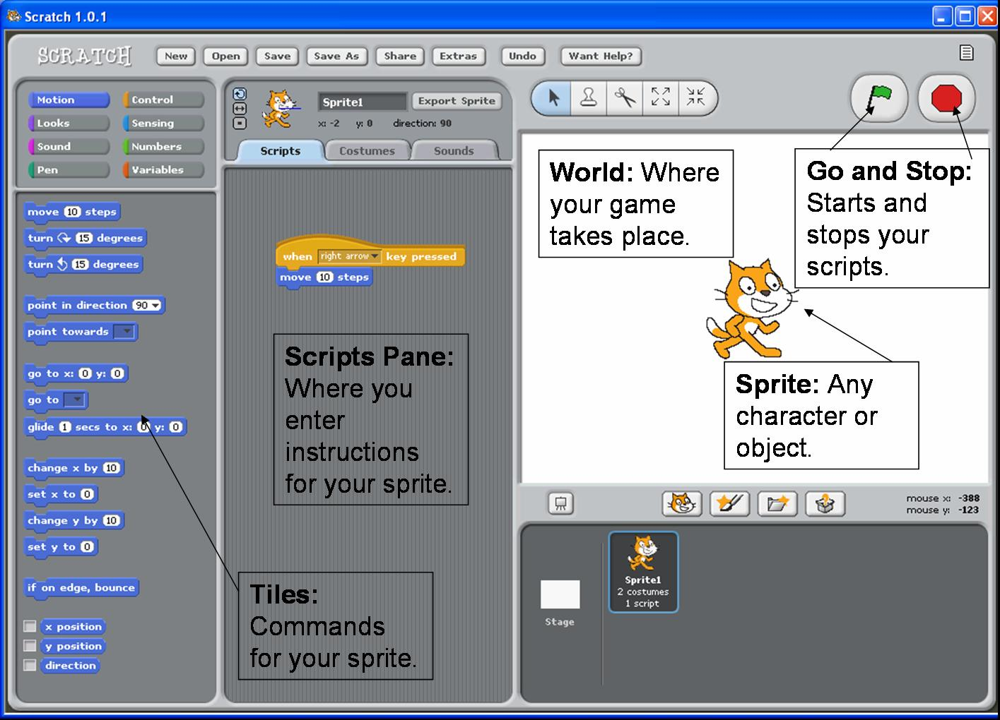 Scratch 1.0.1
SCRATCH
New Open Save Save As Share Extras Undo Want Help?
Motion Control
Looks Sensing
Sound Numbers
Pen Variables
move 10 steps
turn 15 degrees
turn 15 degrees
point in direction 90
point towards
go to x: 0 y: 0
go to
glide 1 secs to x: 0 y: 0
change x by 10
set x to 0
change y by 10
set y to 0
if on edge, bounce
x position
y position
direction
Sprite1 Export Sprite
x: -2 y: 0 direction: 90
Scripts Costumes Sounds
when right arrow key pressed
move 10 steps
Scripts Pane:
Where you
enter
instructions
for your sprite.
Tiles:
Commands
for your sprite.
World: Where
your game
takes place.
Go and Stop:
Starts and
stops your
scripts.
Sprite: Any
character or
object.
mouse x: -388
mouse y: -123
Stage
Sprite1
2 costumes
1 script